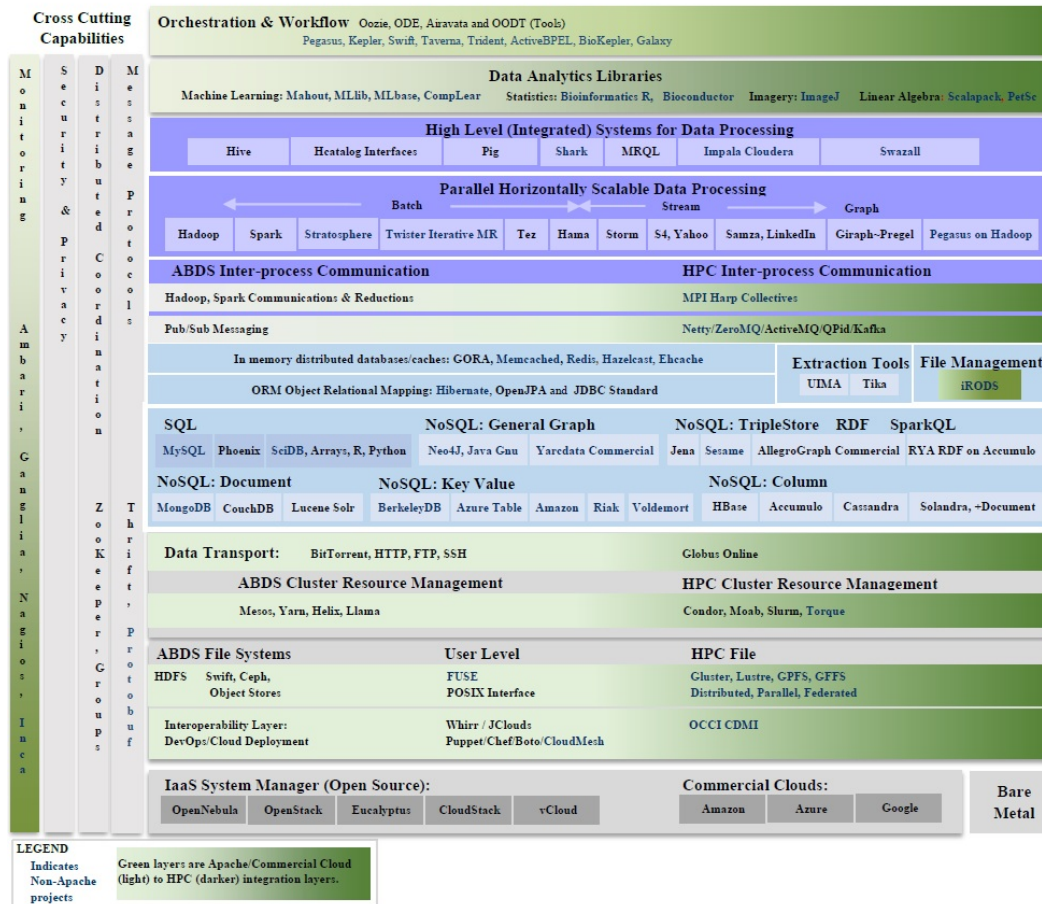 Cross Cutting
Capabilities
Monitoring
Ambari, Ganglia, Nagios, Inca
Security & Privacy
Distributed Coordination
ZooKeeper, JGroups
Message Protocols
Thrift, Protobuf
Orchestration & Workflow Oozie, ODE, Airavata and OODT (Tools)
Pegasus, Kepler, Swift, Taverna, Trident, ActiveBPEL, BioKepler, Galaxy
Data Analytics Libraries
Machine Learning: Mahout, MLlib, MLbase, CompLear Statistics: Bioinformatics R, Bioconductor Imagery: ImageJ Linear Algebra: Scalapack, PetSc
High Level (Integrated) Systems for Data Processing
Hive Hcatalog Interfaces Pig Shark MRQL Impala Cloudera Swazall
Parallel Horizontally Scalable Data Processing
Batch Stream Graph
Hadoop Spark Stratosphere Twister Iterative MR Tez Hama Storm S4, Yahoo Samza, LinkedIn Giraph~Pregel Pegasus on Hadoop
ABDS Inter-process Communication HPC Inter-process Communication
Hadoop, Spark Communications & Reductions MPI Harp Collectives
Pub/Sub Messaging Netty/ZeroMQ/ActiveMQ/QPid/Kafka
In memory distributed databases/caches: GORA, Memcached, Redis, Hazelcast, Ehcache
ORM Object Relational Mapping: Hibernate, OpenJPA and JDBC Standard
Extraction Tools
UIMA Tika
File Management
iRODS
SQL NoSQL: General Graph NoSQL: TripleStore RDF SparkQL
MySQL Phoenix SciDB, Arrays, R, Python Neo4J, Java Gnu Yarcdata Commercial Jena Sesame AllegroGraph Commercial RYA RDF on Accumulo
NoSQL: Document NoSQL: Key Value NoSQL: Column
MongoDB CouchDB Lucene Solr BerkeleyDB Azure Table Amazon Riak Voldemort HBase Accumulo Cassandra Solandra, +Document
Data Transport: BitTorrent, HTTP, FTP, SSH Globus Online
ABDS Cluster Resource Management HPC Cluster Resource Management
Mesos, Yarn, Helix, Llama Condor, Moab, Slurm, Torque
ABDS File Systems User Level HPC File
HDFS Swift, Ceph, FUSE Gluster, Lustre, GPFS, GFFS
Object Stores POSIX Interface Distributed, Parallel, Federated
Interoperability Layer: Whirr / JClouds OCCI CDMI
DevOps/Cloud Deployment Puppet/Chef/Boto/CloudMesh
IaaS System Manager (Open Source): Commercial Clouds: Bare
OpenNebula OpenStack Eucalyptus CloudStack vCloud Amazon Azure Google Metal
LEGEND
Indicates
Non-Apache
projects
Green layers are Apache/Commercial Cloud
(light) to HPC (darker) integration layers.